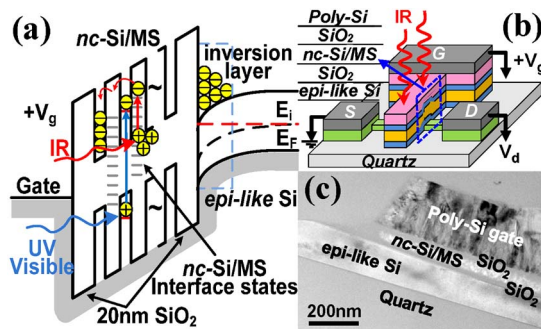 (a)
nc-Si/MS
inversion
layer
+Vg
Ei
EF
IR
Gate
epi-like Si
UV
Visible
nc-Si/MS
Interface states
20nm SiO2
(b)
Poly-Si
SiO2
nc-Si/MS
SiO2
epi-like Si
IR
G
+Vg
S
D
Vd
Quartz
(c)
Poly-Si gate
nc-Si/MS
SiO2
epi-like Si
SiO2
Quartz
200nm